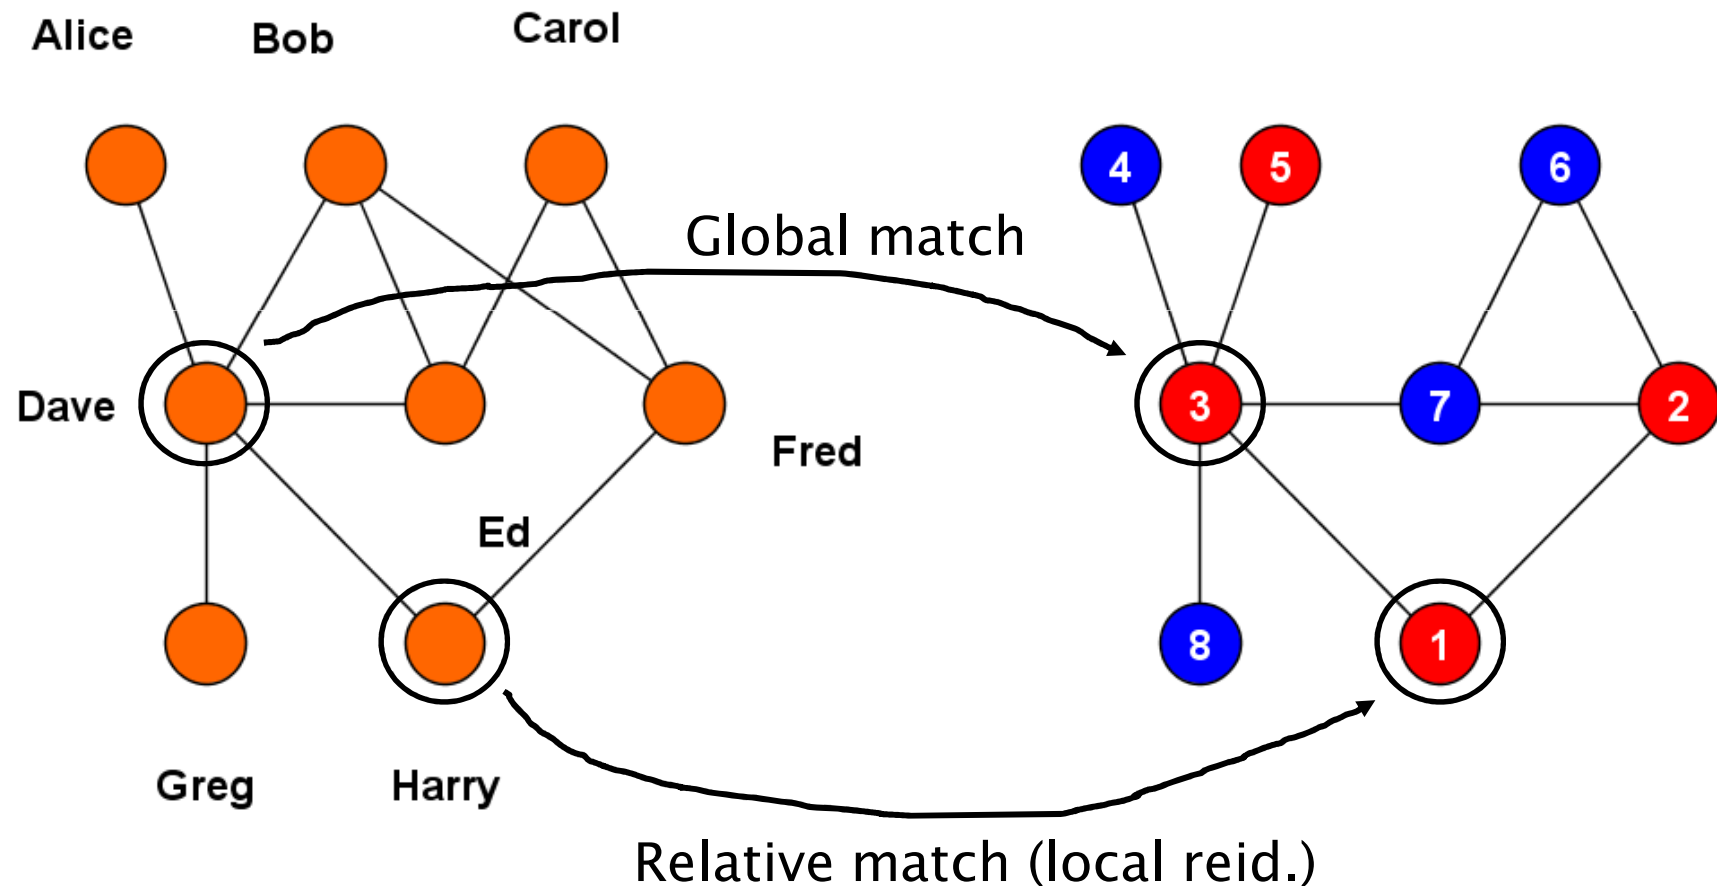 Alice Bob Carol
4 5 6
Global match
Dave 3 7 2
Fred
Ed
8 1
Greg Harry
Relative match (local reid.)